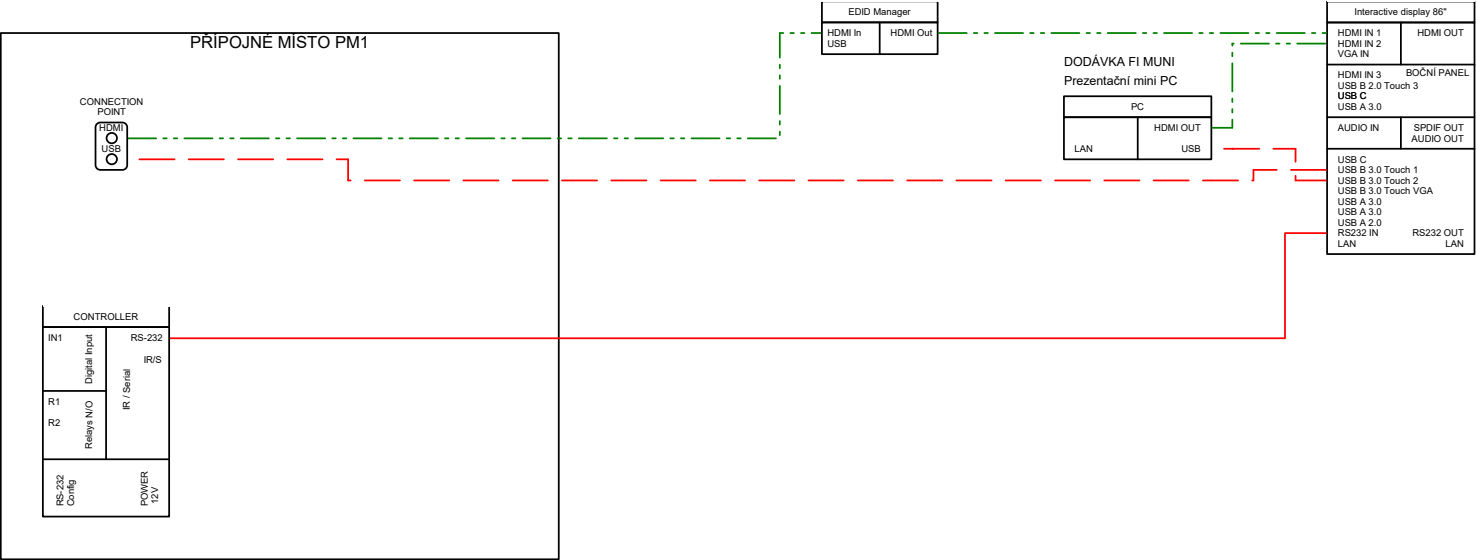 PŘÍPOJNÉ MÍSTO PM1
CONNECTION
POINT
HDMI
USB
CONTROLLER
IN1
Digital Input
RS-232
IR/S
IR / Serial
R1
R2
Relays N/O
RS-232
Config
POWER
12V
EDID Manager
HDMI In
USB
HDMI Out
DODÁVKA FI MUNI
Prezentační mini PC
PC
HDMI OUT
LAN
USB
Interactive display 86"
HDMI IN 1
HDMI OUT
HDMI IN 2
VGA IN
HDMI IN 3
BOČNÍ PANEL
USB B 2.0 Touch 3
USB C
USB A 3.0
AUDIO IN
SPDIF OUT
AUDIO OUT
USB C
USB B 3.0 Touch 1
USB B 3.0 Touch 2
USB B 3.0 Touch VGA
USB A 3.0
USB A 3.0
USB A 2.0
RS232 IN
RS232 OUT
LAN
LAN